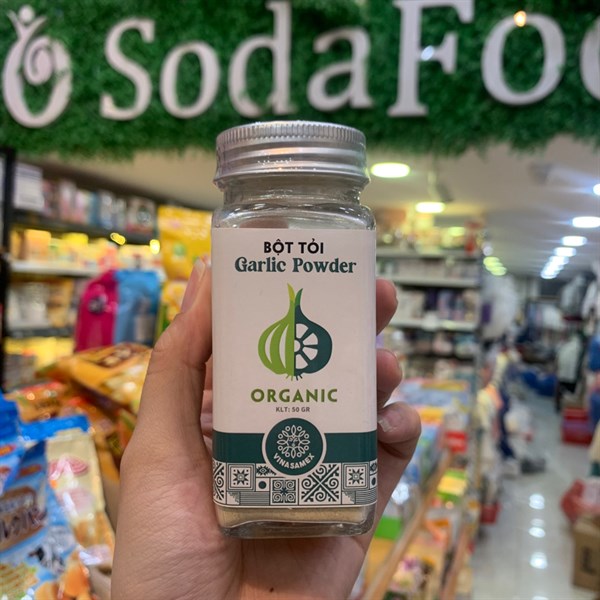 SodaFoo
BỘT TỎI
Garlic Powder
ORGANIC
KLT: 50 GR
VINASAMEX